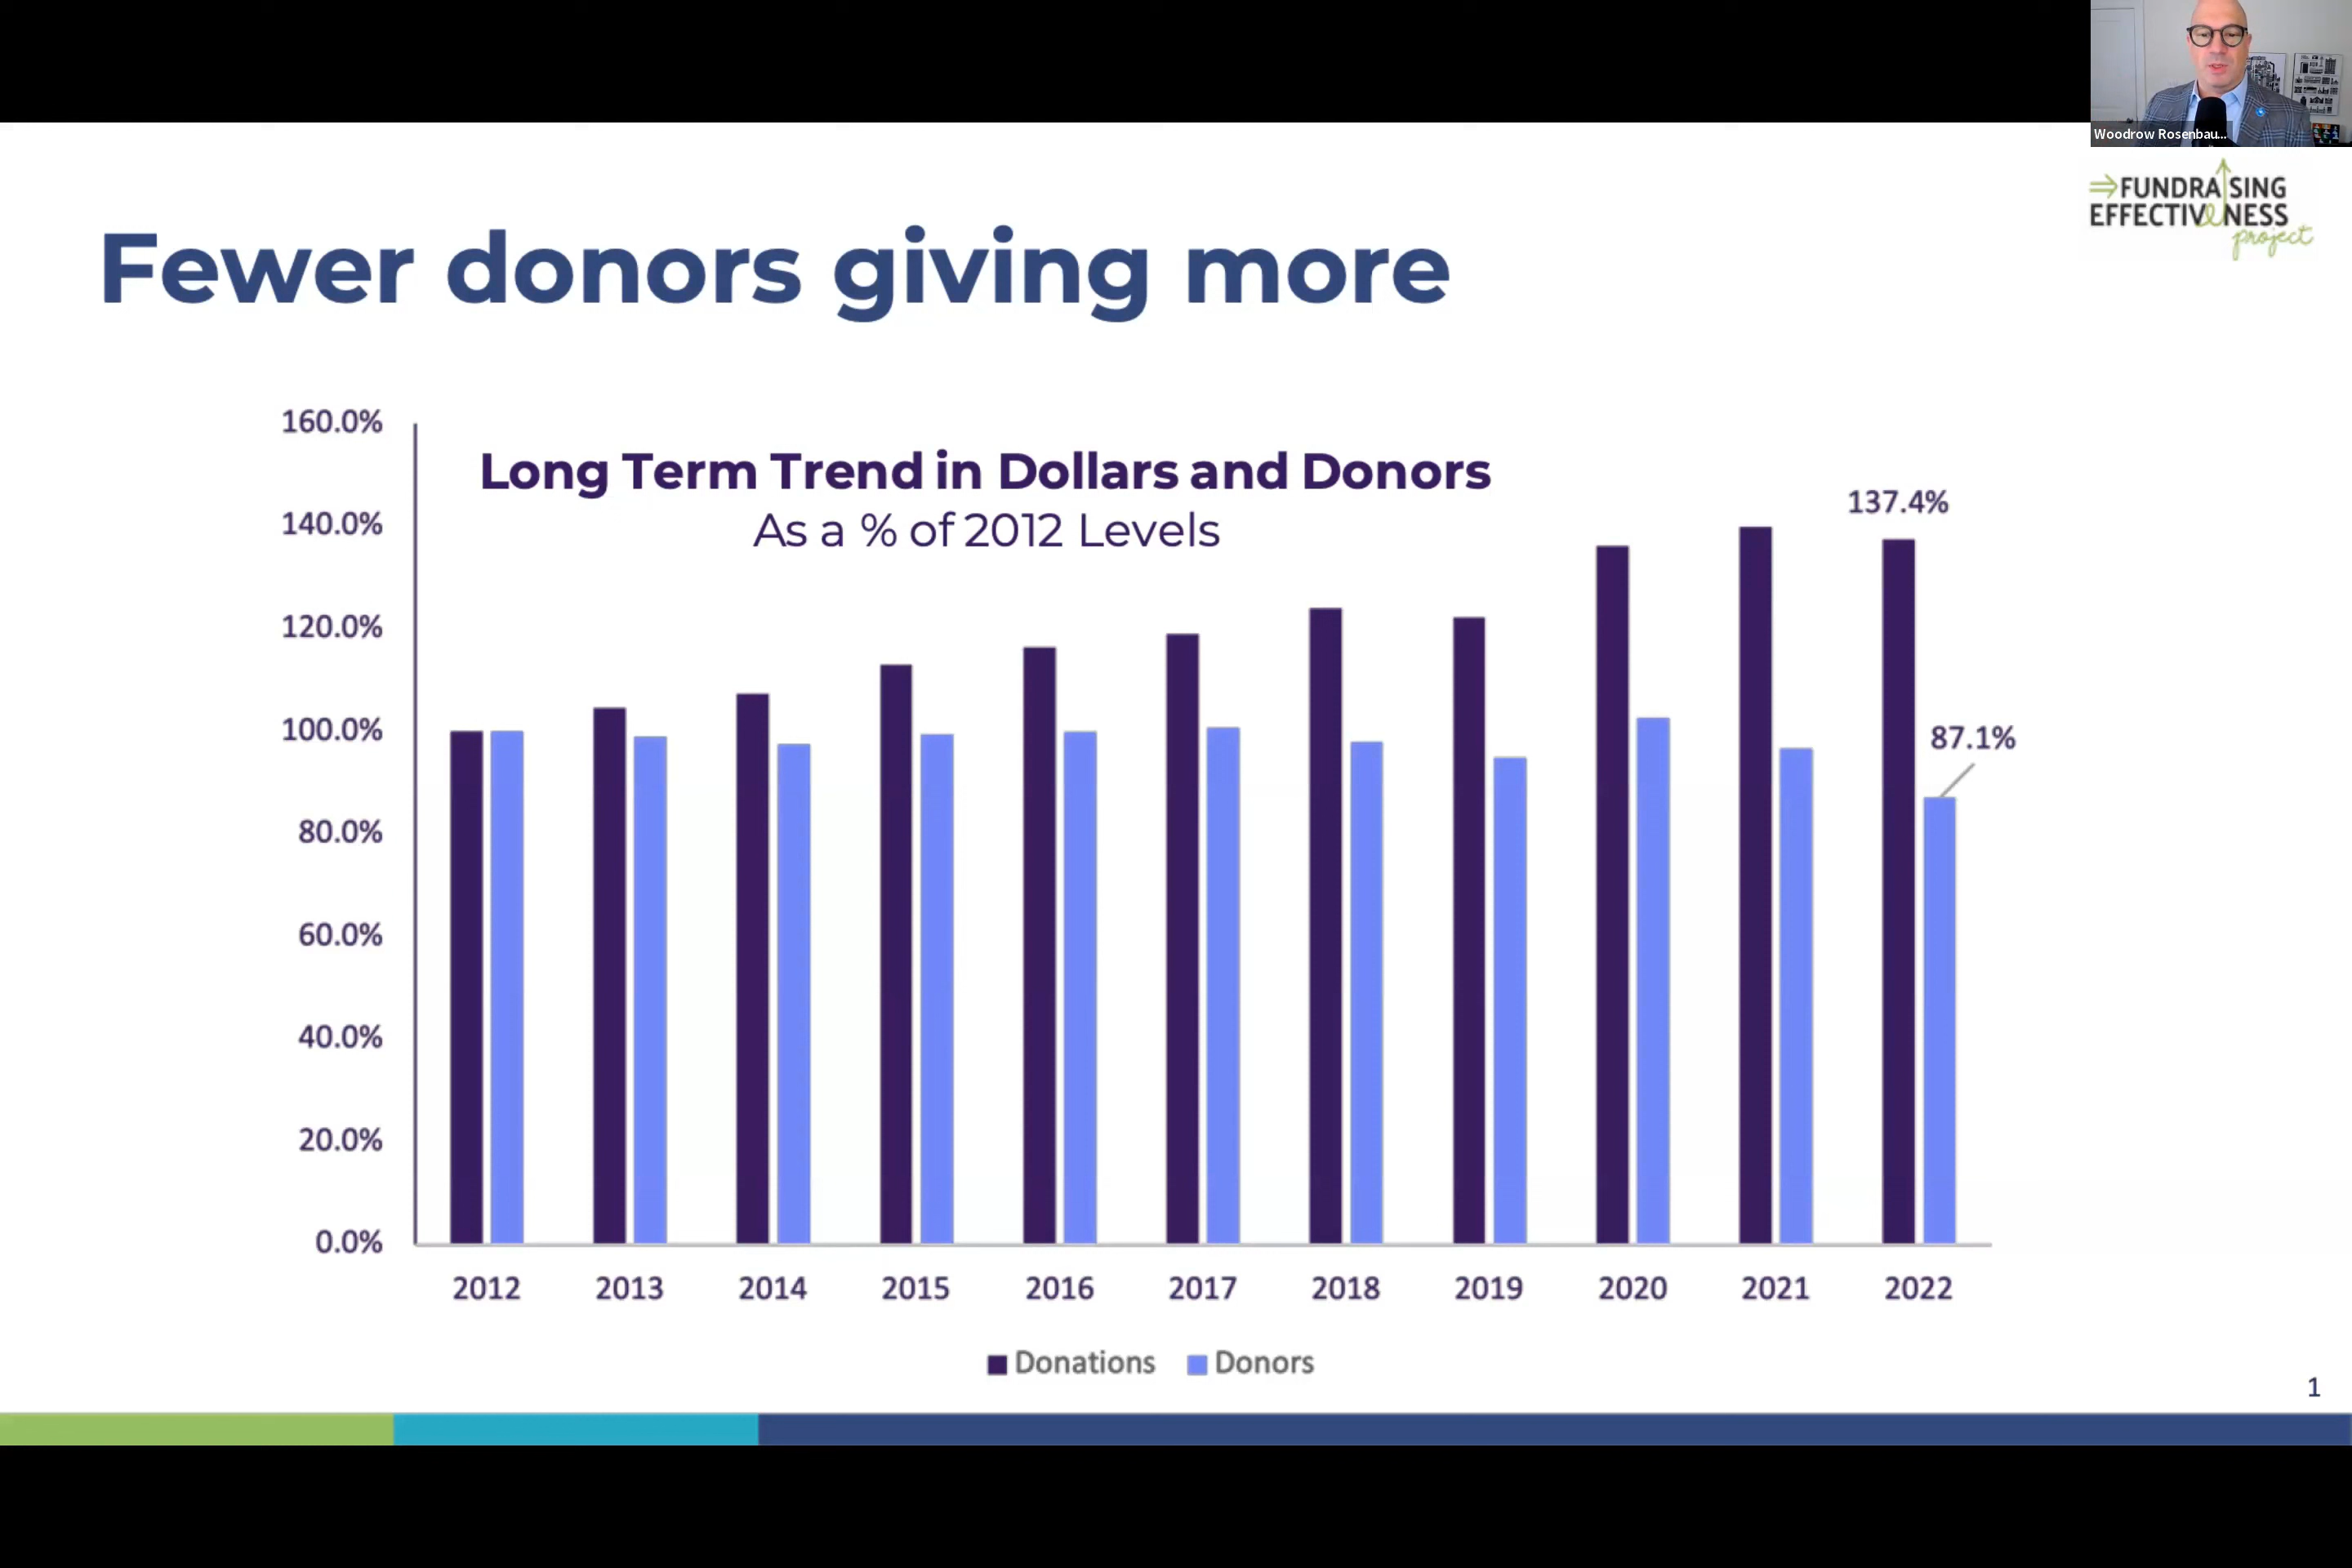 Woodrow Rosenbau...
FUNDRAISING
EFFECTIVENESS
project
Fewer donors giving more
Long Term Trend in Dollars and Donors
As a % of 2012 Levels
160.0%
140.0%
120.0%
100.0%
80.0%
60.0%
40.0%
20.0%
0.0%
137.4%
87.1%
2012 2013 2014 2015 2016 2017 2018 2019 2020 2021 2022
Donations Donors
1